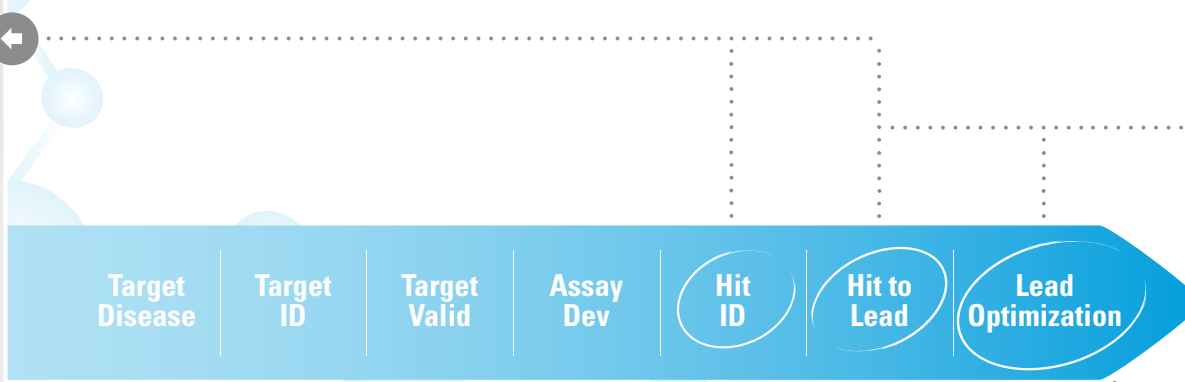 Target
Disease
Target
ID
Target
Valid
Assay
Dev
Hit
ID
Hit to
Lead
Lead
Optimization